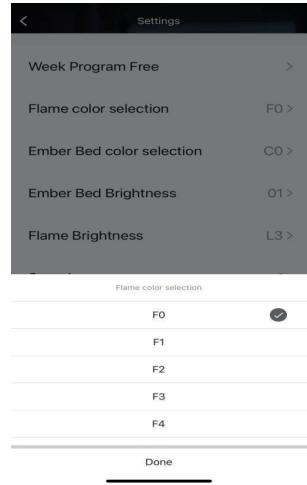 Settings
Week Program Free >
Flame color selection F0 >
Ember Bed color selection C0 >
Ember Bed Brightness 01 >
Flame Brightness L3 >
Flame color selection
F0
F1
F2
F3
F4
Done